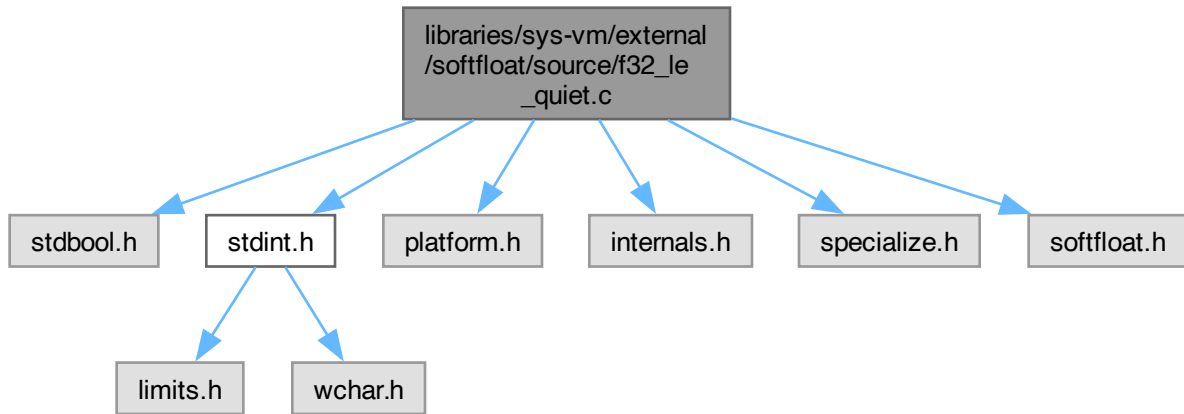 libraries/sys-vm/external
/softfloat/source/f32_le
_quiet.c
stdbool.h
stdint.h
platform.h
internals.h
specialize.h
softfloat.h
limits.h
wchar.h